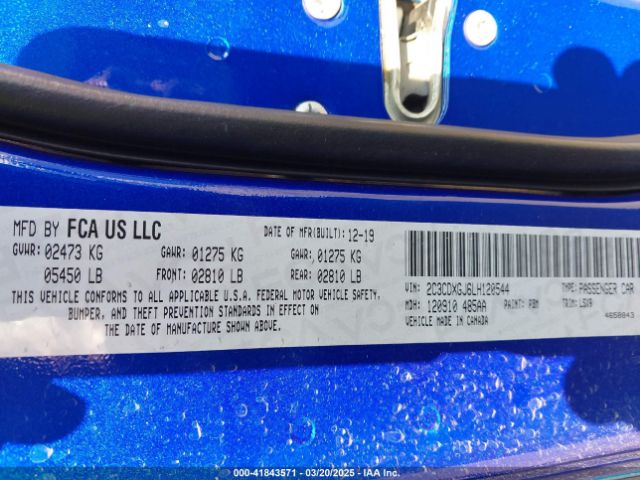 MFD BY FCA US LLC DATE OF MFR(BUILT): 12-19
GVWR: 02473 KG GAWR: 01275 KG GAWR: 01275 KG
05450 LB FRONT: 02810 LB REAR: 02810 LB
THIS VEHICLE CONFORMS TO ALL APPLICABLE U.S.A. FEDERAL MOTOR VEHICLE SAFETY,
BUMPER, AND THEFT PREVENTION STANDARDS IN EFFECT ON
THE DATE OF MANUFACTURE SHOWN ABOVE.
VIN: 2C3CDXGJ6LH120544 TYPE: PASSENGER CAR
MDH: 120910 485AA PAINT: PBM TRIM: LSX9
VEHICLE MADE IN CANADA 4658843
000-41843571 | 03/20/2025 | IAA Inc.